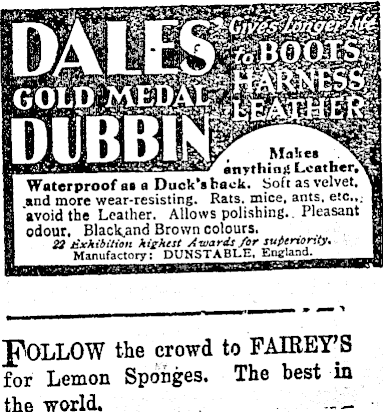 DALES'
GOLD MEDAL
DUBBIN
Gives Longer Life
to BOOTS,
HARNESS
LEATHER
Makes
anything Leather,
Waterproof as a Duck's back. Soft as velvet,
and more wear-resisting. Rats, mice, ants, etc.,
avoid the Leather. Allows polishing. Pleasant
odour. Black and Brown colours.
22 Exhibition highest Awards for superiority.
Manufactory: DUNSTABLE, England.
FOLLOW the crowd to FAIREY'S
for Lemon Sponges. The best in
the world.